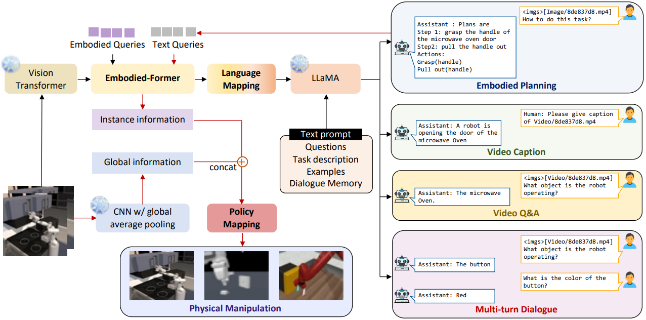 Embodied Queries
Text Queries
Vision
Transformer
Embodied-Former
Language
Mapping
LLaMA
Instance information
Global information
concat
CNN w/ global
average pooling
Policy
Mapping
Physical Manipulation
Text prompt
Questions
Task description
Examples
Dialogue Memory
<imgs>[Image/8de837d8.mp4]
How to do this task?
Assistant : Plans are
Step 1: grasp the handle of
the microwave oven door
Step2: pull the handle out
Actions:
Grasp(handle)
Pull out(handle)
Embodied Planning
Human: Please give caption
of Video/8de837d8.mp4
Assistant: A robot is
opening the door of the
microwave Oven
Video Caption
<imgs>[Video/8de837d8.mp4]
What object is the robot
operating?
Assistant: The microwave
Oven.
Video Q&A
<imgs>[Video/8de837d8.mp4]
What object is the robot
operating?
Assistant: The button
What is the color of the
button?
Assistant: Red
Multi-turn Dialogue